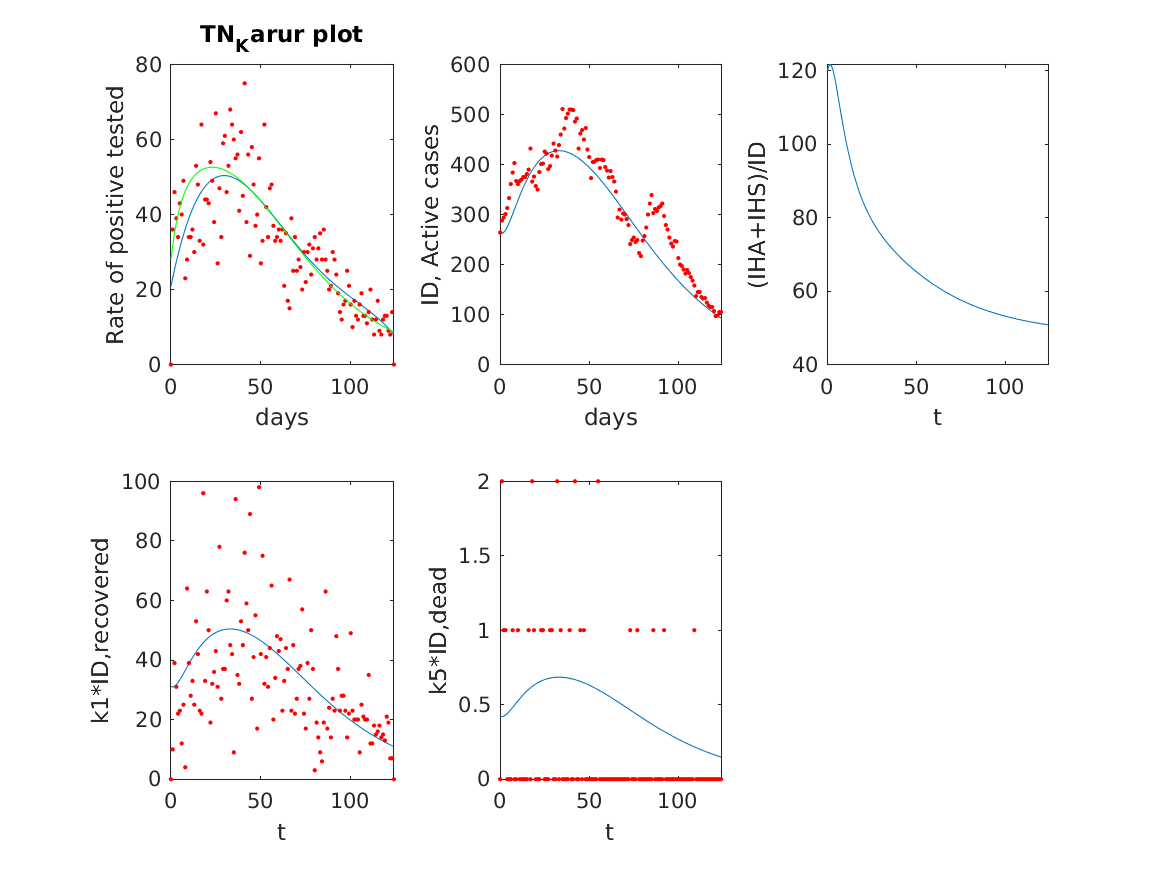 TN_Karur plot
80
60
40
20
0
0 50 100
Rate of positive tested
days
600
500
400
300
200
100
0
0 50 100
ID, Active cases
days
120
100
80
60
40
0 50 100
(IHA+IHS)/ID
t
100
80
60
40
20
0
0 50 100
k1*ID,recovered
t
2
1.5
1
0.5
0
0 50 100
k5*ID,dead
t